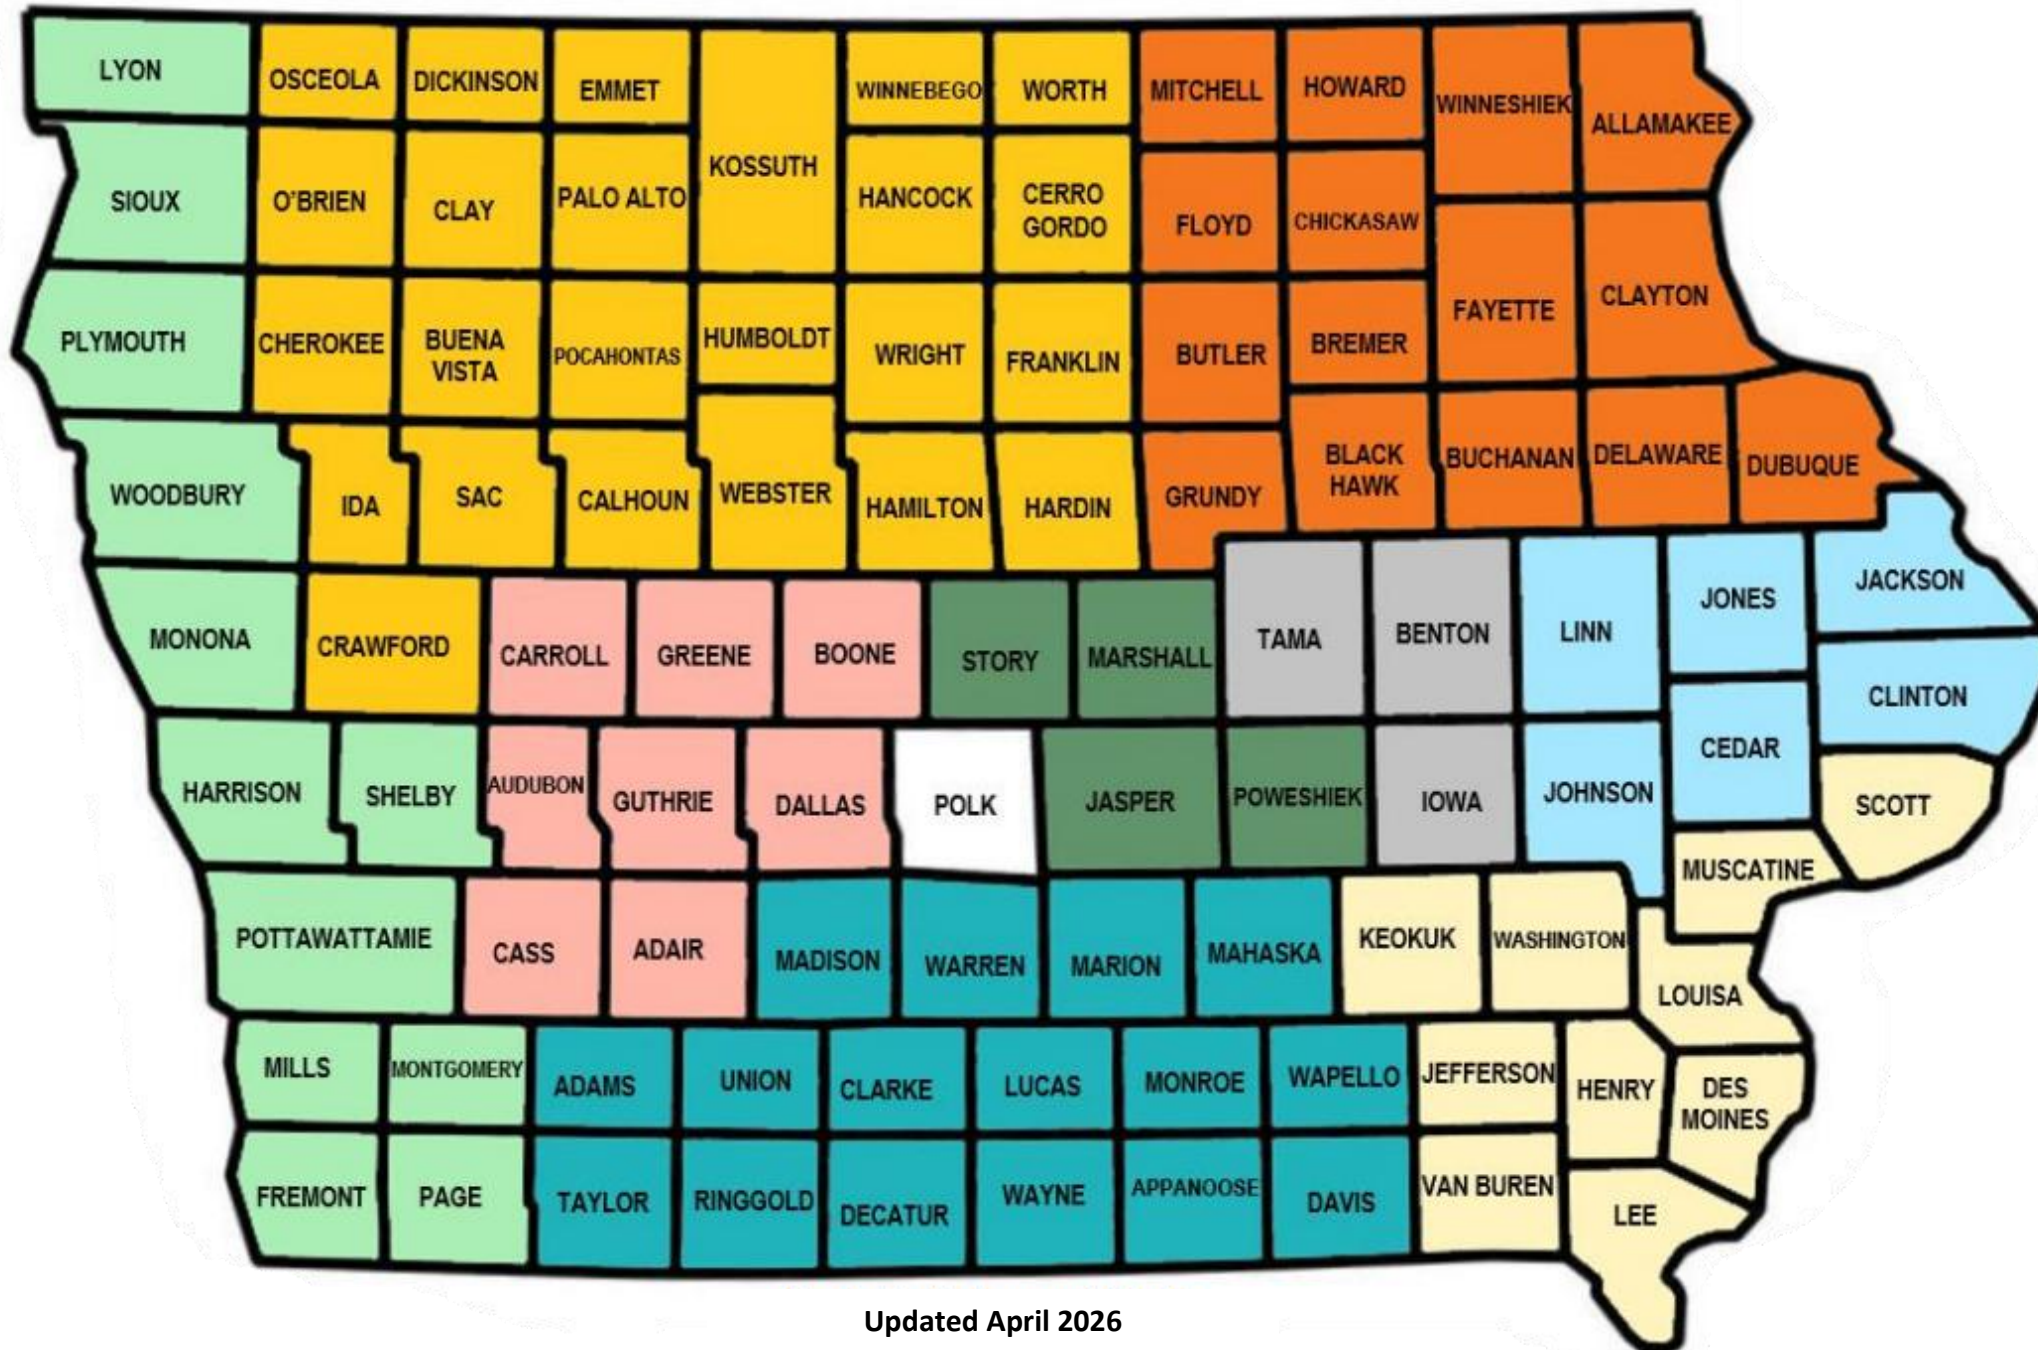 LYON
OSCEOLA
DICKINSON
EMMET
KOSSUTH
WINNEBEGO
WORTH
MITCHELL
HOWARD
WINNESHIEK
ALLAMAKEE
SIOUX
O'BRIEN
CLAY
PALO ALTO
HANCOCK
CERRO
GORDO
FLOYD
CHICKASAW
FAYETTE
CLAYTON
PLYMOUTH
CHEROKEE
BUENA
VISTA
POCAHONTAS
HUMBOLDT
WRIGHT
FRANKLIN
BUTLER
BREMER
WOODBURY
IDA
SAC
CALHOUN
WEBSTER
HAMILTON
HARDIN
GRUNDY
BLACK
HAWK
BUCHANAN
DELAWARE
DUBUQUE
MONONA
CRAWFORD
CARROLL
GREENE
BOONE
STORY
MARSHALL
TAMA
BENTON
LINN
JONES
JACKSON
CLINTON
HARRISON
SHELBY
AUDUBON
GUTHRIE
DALLAS
POLK
JASPER
POWESHIEK
IOWA
JOHNSON
CEDAR
SCOTT
MUSCATINE
POTTAWATTAMIE
CASS
ADAIR
MADISON
WARREN
MARION
MAHASKA
KEOKUK
WASHINGTON
LOUISA
MILLS
MONTGOMERY
ADAMS
UNION
CLARKE
LUCAS
MONROE
WAPELLO
JEFFERSON
HENRY
DES
MOINES
FREMONT
PAGE
TAYLOR
RINGGOLD
DECATUR
WAYNE
APPANOOSE
DAVIS
VAN BUREN
LEE
Updated April 2026